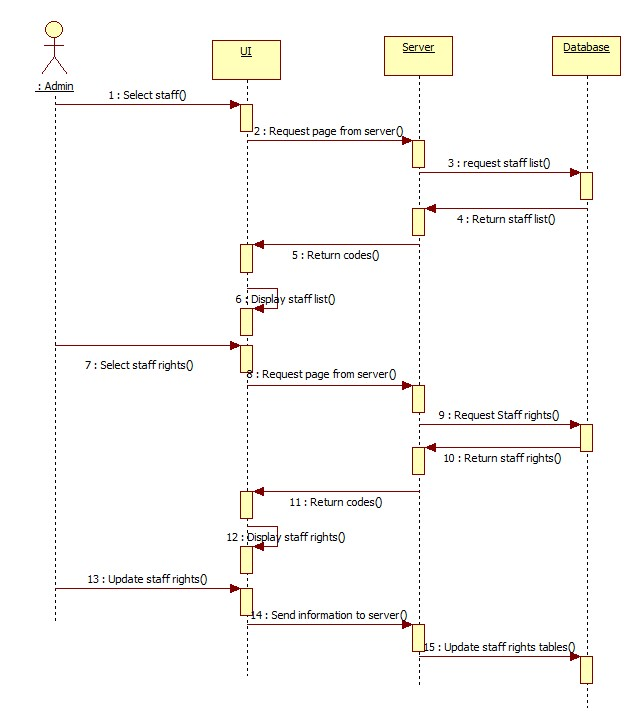 : Admin
UI
Server
Database
1 : Select staff()
2 : Request page from server()
3 : request staff list()
4 : Return staff list()
5 : Return codes()
6 : Display staff list()
7 : Select staff rights()
8 : Request page from server()
9 : Request Staff rights()
10 : Return staff rights()
11 : Return codes()
12 : Display staff rights()
13 : Update staff rights()
14 : Send information to server()
15 : Update staff rights tables()